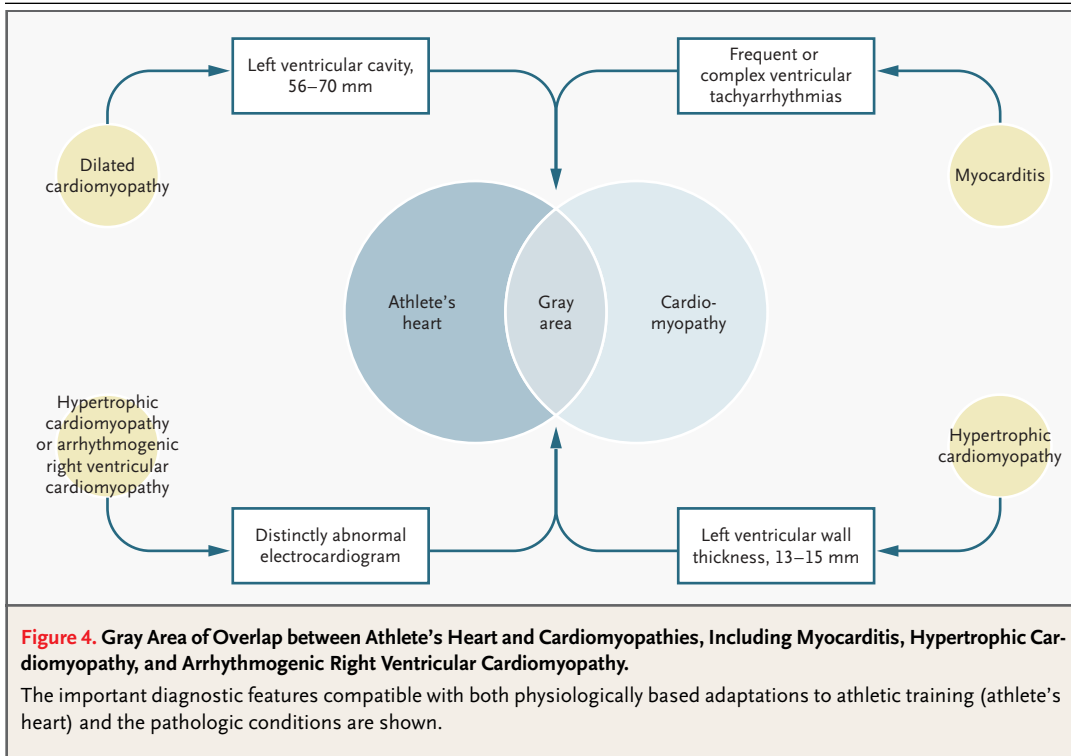 Left ventricular cavity,
56–70 mm
Frequent or
complex ventricular
tachyarrhythmias
Dilated
cardiomyopathy
Myocarditis
Athlete's
heart
Gray
area
Cardio-
myopathy
Hypertrophic
cardiomyopathy
or arrhythmogenic
right ventricular
cardiomyopathy
Hypertrophic
cardiomyopathy
Distinctly abnormal
electrocardiogram
Left ventricular wall
thickness, 13–15 mm
Figure 4. Gray Area of Overlap between Athlete's Heart and Cardiomyopathies, Including Myocarditis, Hypertrophic Car-
diomyopathy, and Arrhythmogenic Right Ventricular Cardiomyopathy.
The important diagnostic features compatible with both physiologically based adaptations to athletic training (athlete's
heart) and the pathologic conditions are shown.